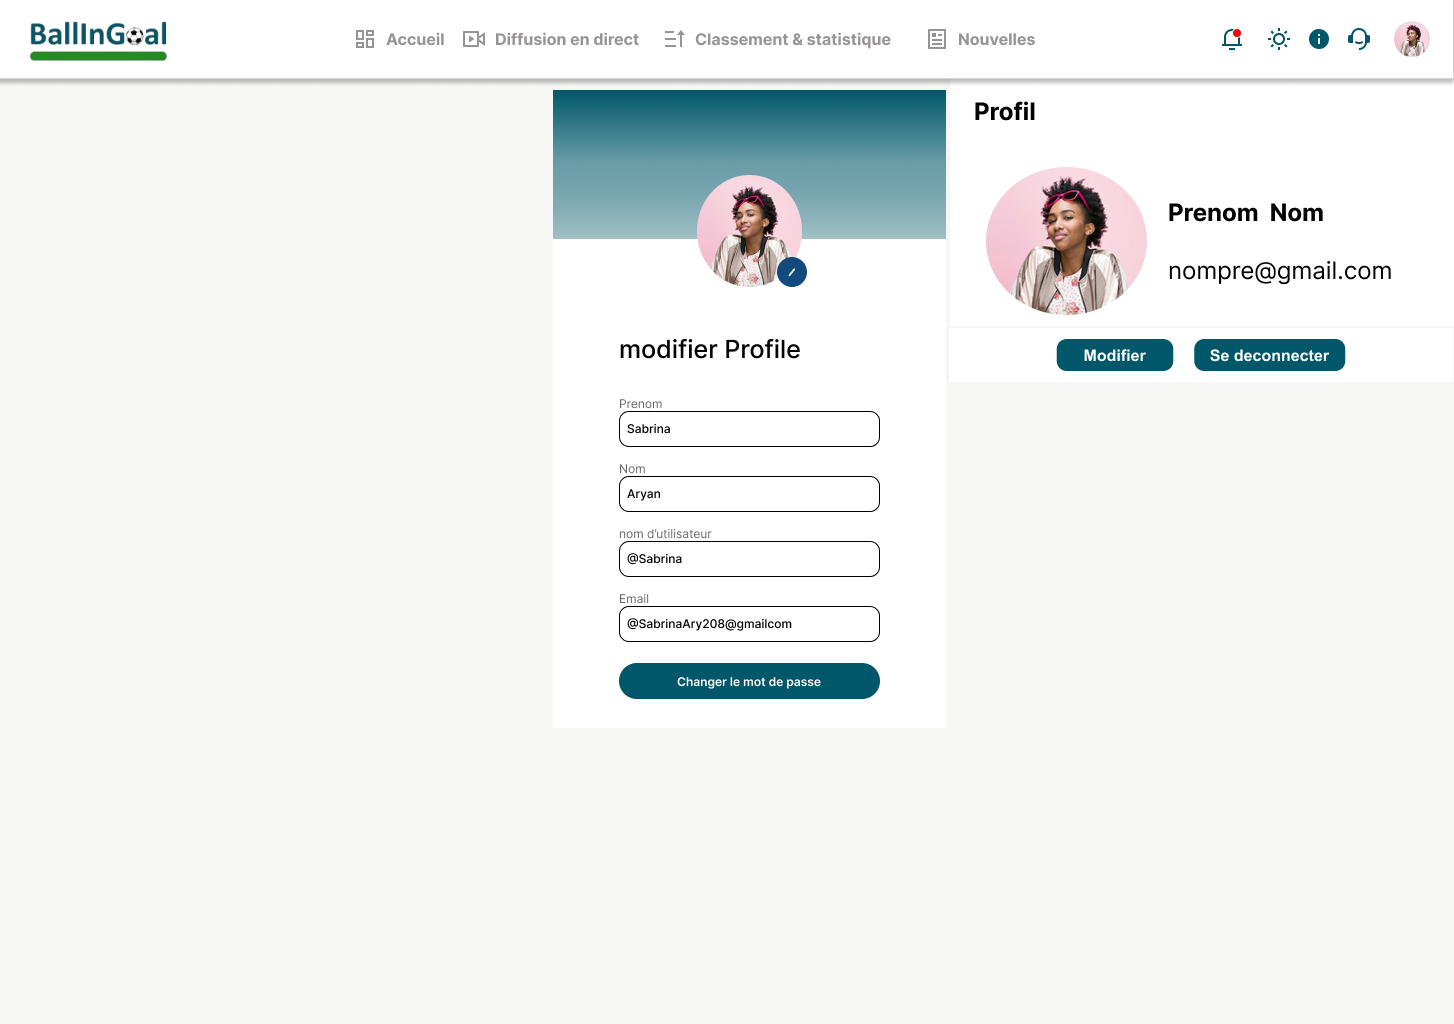 BallInGoal
Accueil
Diffusion en direct
Classement & statistique
Nouvelles
Profil
Prenom Nom
nompre@gmail.com
Modifier
Se deconnecter
modifier Profile
Prenom
Sabrina
Nom
Aryan
nom d'utilisateur
@Sabrina
Email
@SabrinaAry208@gmailcom
Changer le mot de passe